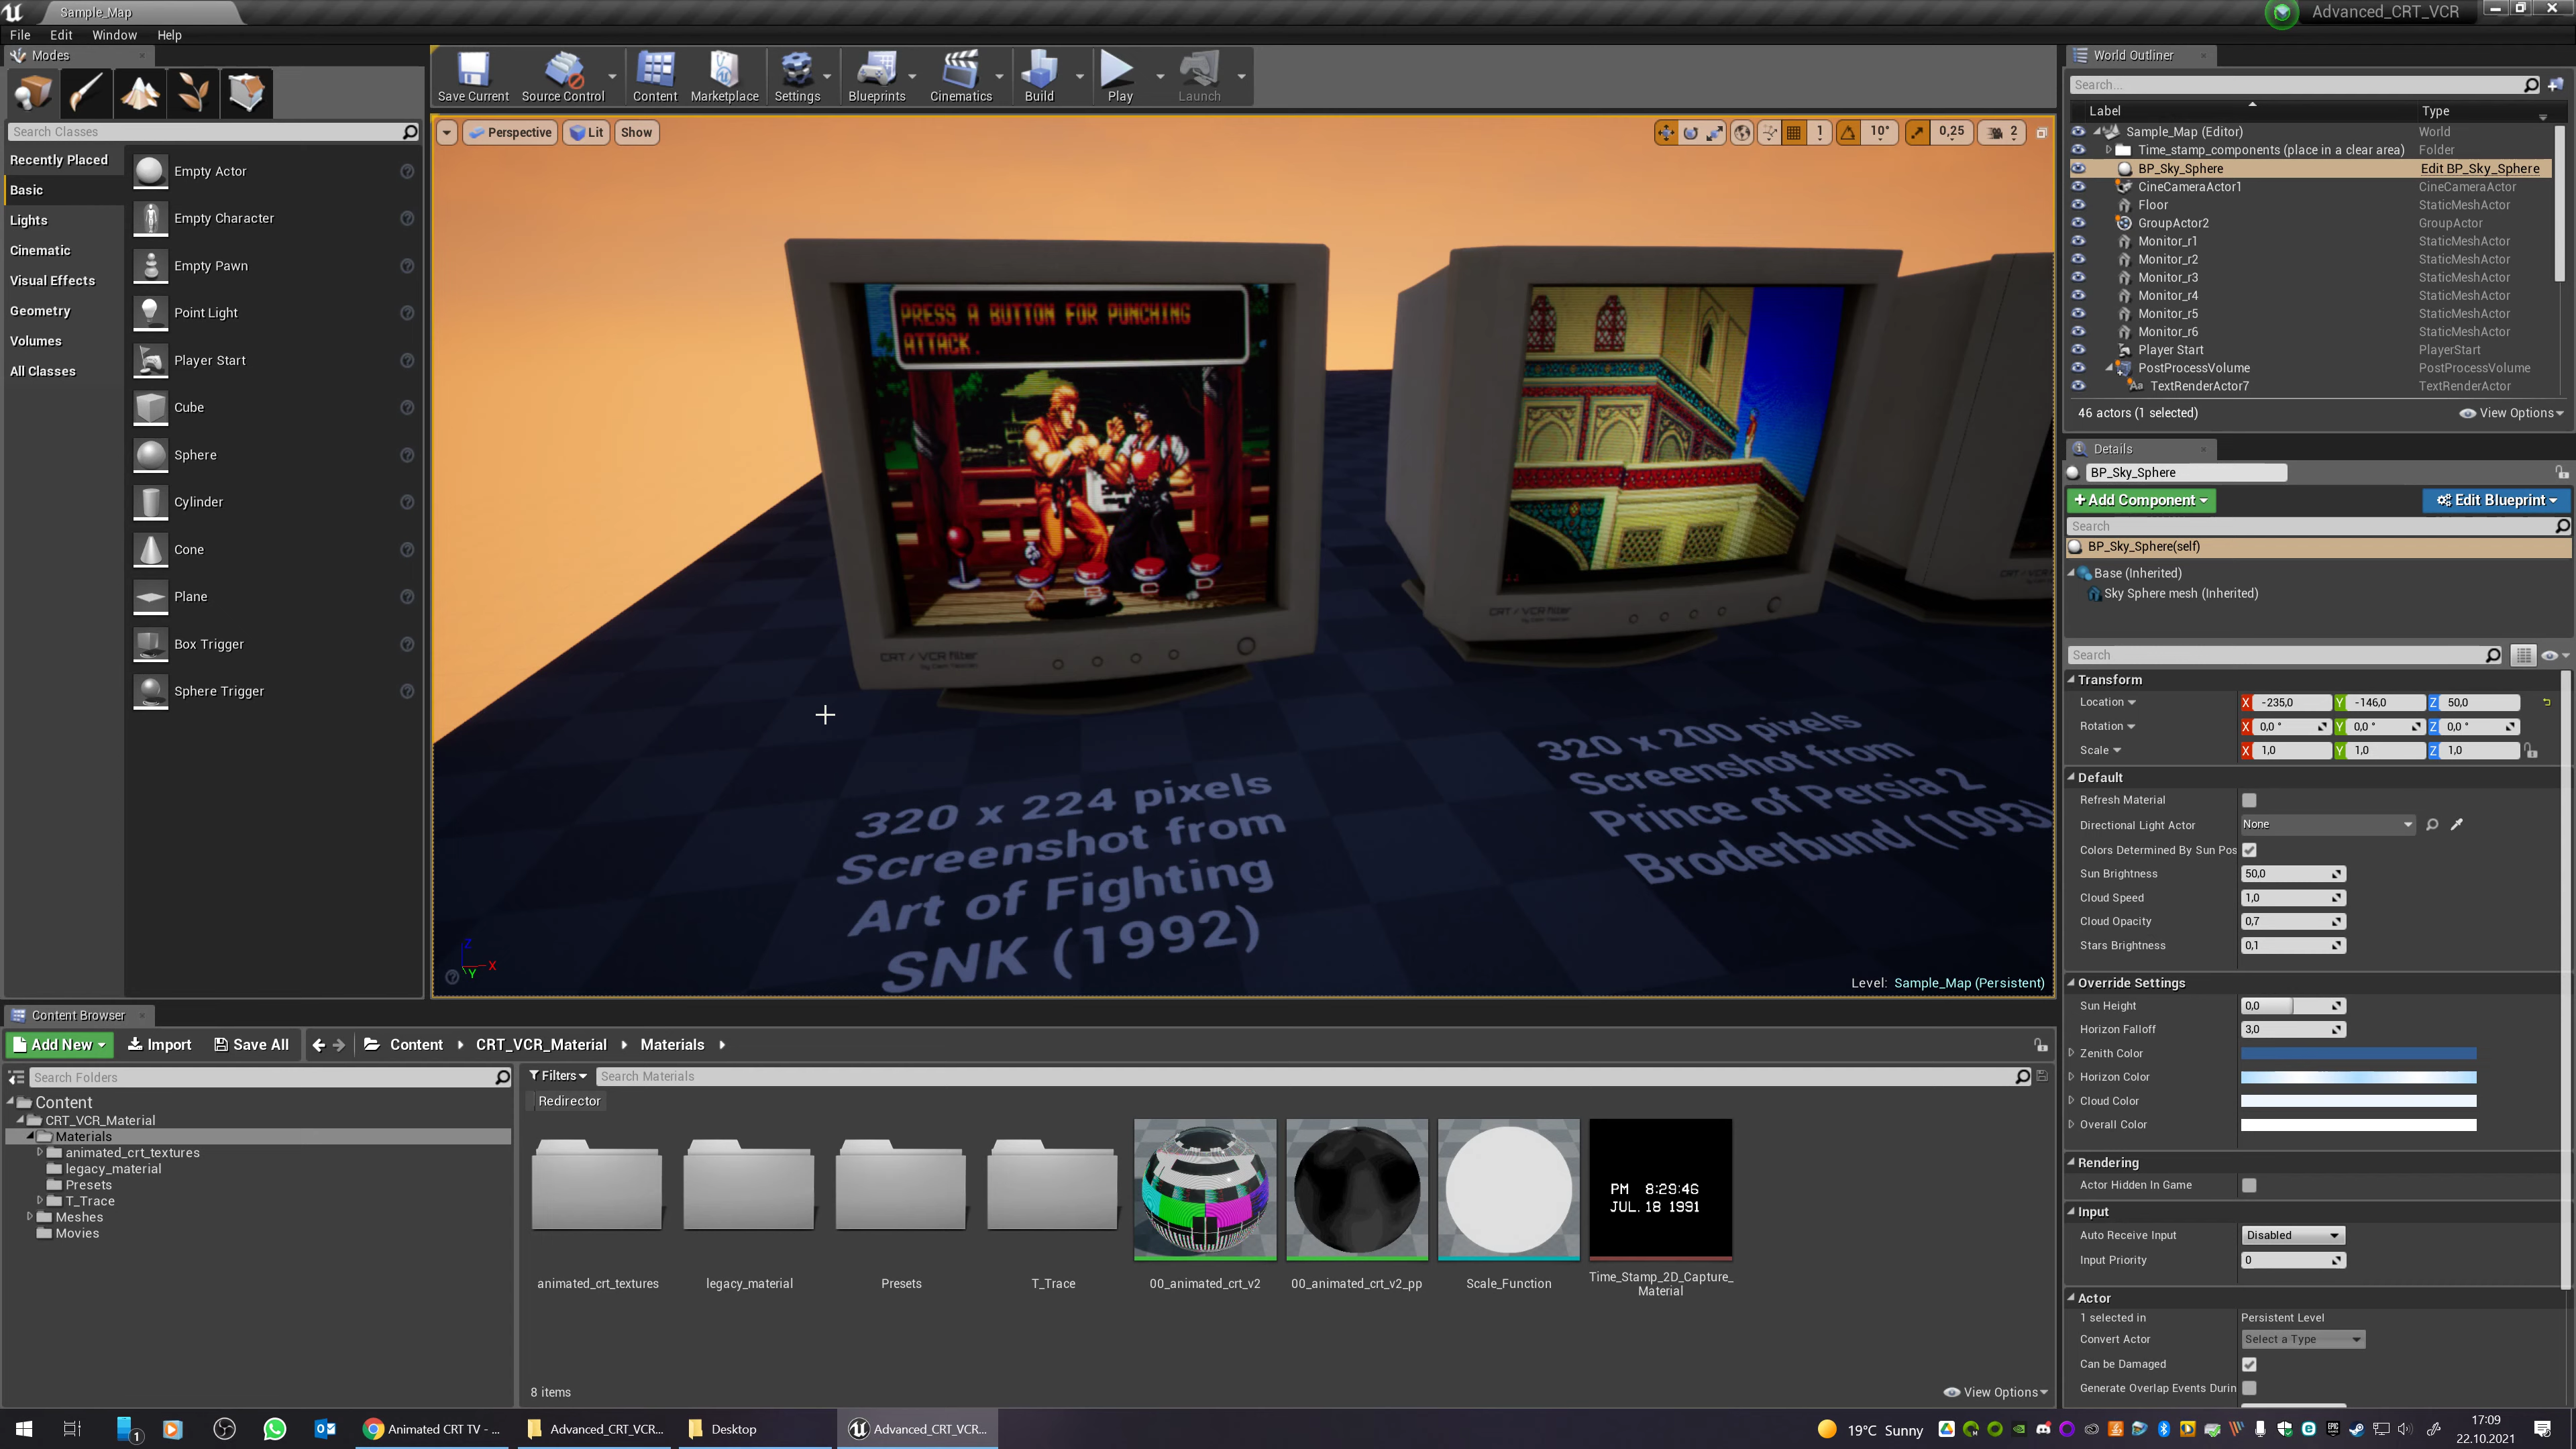 Sample_Map
Advanced_CRT_VCR
File Edit Window Help
Modes
Search Classes
Recently Placed
Basic
Lights
Cinematic
Visual Effects
Geometry
Volumes
All Classes
Empty Actor
Empty Character
Empty Pawn
Point Light
Player Start
Cube
Sphere
Cylinder
Cone
Plane
Box Trigger
Sphere Trigger
Save Current Source Control Content Marketplace Settings Blueprints Cinematics Build Play Launch
Perspective Lit Show
1 10° 0,25 2
PRESS A BUTTON FOR PUNCHING
ATTACK.
A B C D
CRT / VCR filter
CRT / VCR filter
320 x 224 pixels
Screenshot from
Art of Fighting
SNK (1992)
320 x 200 pixels
Screenshot from
Prince of Persia 2
Broderbund (1993)
Z
X
Y
Level: Sample_Map (Persistent)
World Outliner
Search...
Label Type
Sample_Map (Editor) World
Time_stamp_components (place in a clear area) Folder
BP_Sky_Sphere Edit BP_Sky_Sphere
CineCameraActor1 CineCameraActor
Floor StaticMeshActor
GroupActor2 GroupActor
Monitor_r1 StaticMeshActor
Monitor_r2 StaticMeshActor
Monitor_r3 StaticMeshActor
Monitor_r4 StaticMeshActor
Monitor_r5 StaticMeshActor
Monitor_r6 StaticMeshActor
Player Start PlayerStart
PostProcessVolume PostProcessVolume
TextRenderActor7 TextRenderActor
46 actors (1 selected) View Options
Details
BP_Sky_Sphere
+Add Component Edit Blueprint
Search
BP_Sky_Sphere(self)
Base (Inherited)
Sky Sphere mesh (Inherited)
Search
Transform
Location X -235,0 Y -146,0 Z 50,0
Rotation X 0,0 ° Y 0,0 ° Z 0,0 °
Scale X 1,0 Y 1,0 Z 1,0
Default
Refresh Material
Directional Light Actor None
Colors Determined By Sun Pos
Sun Brightness 50,0
Cloud Speed 1,0
Cloud Opacity 0,7
Stars Brightness 0,1
Override Settings
Sun Height 0,0
Horizon Falloff 3,0
Zenith Color
Horizon Color
Cloud Color
Overall Color
Rendering
Actor Hidden In Game
Input
Auto Receive Input Disabled
Input Priority 0
Actor
1 selected in Persistent Level
Convert Actor Select a Type
Can be Damaged
Generate Overlap Events Durin
Content Browser
Add New Import Save All Content CRT_VCR_Material Materials
Search Folders
Content
CRT_VCR_Material
Materials
animated_crt_textures
legacy_material
Presets
T_Trace
Meshes
Movies
Filters Search Materials
Redirector
PM 8:29:46
JUL. 18 1991
animated_crt_textures legacy_material Presets T_Trace 00_animated_crt_v2 00_animated_crt_v2_pp Scale_Function Time_Stamp_2D_Capture_
Material
8 items View Options
1 Animated CRT TV - ... Advanced_CRT_VCR... Desktop Advanced_CRT_VCR... 19°C Sunny 17:09
22.10.2021